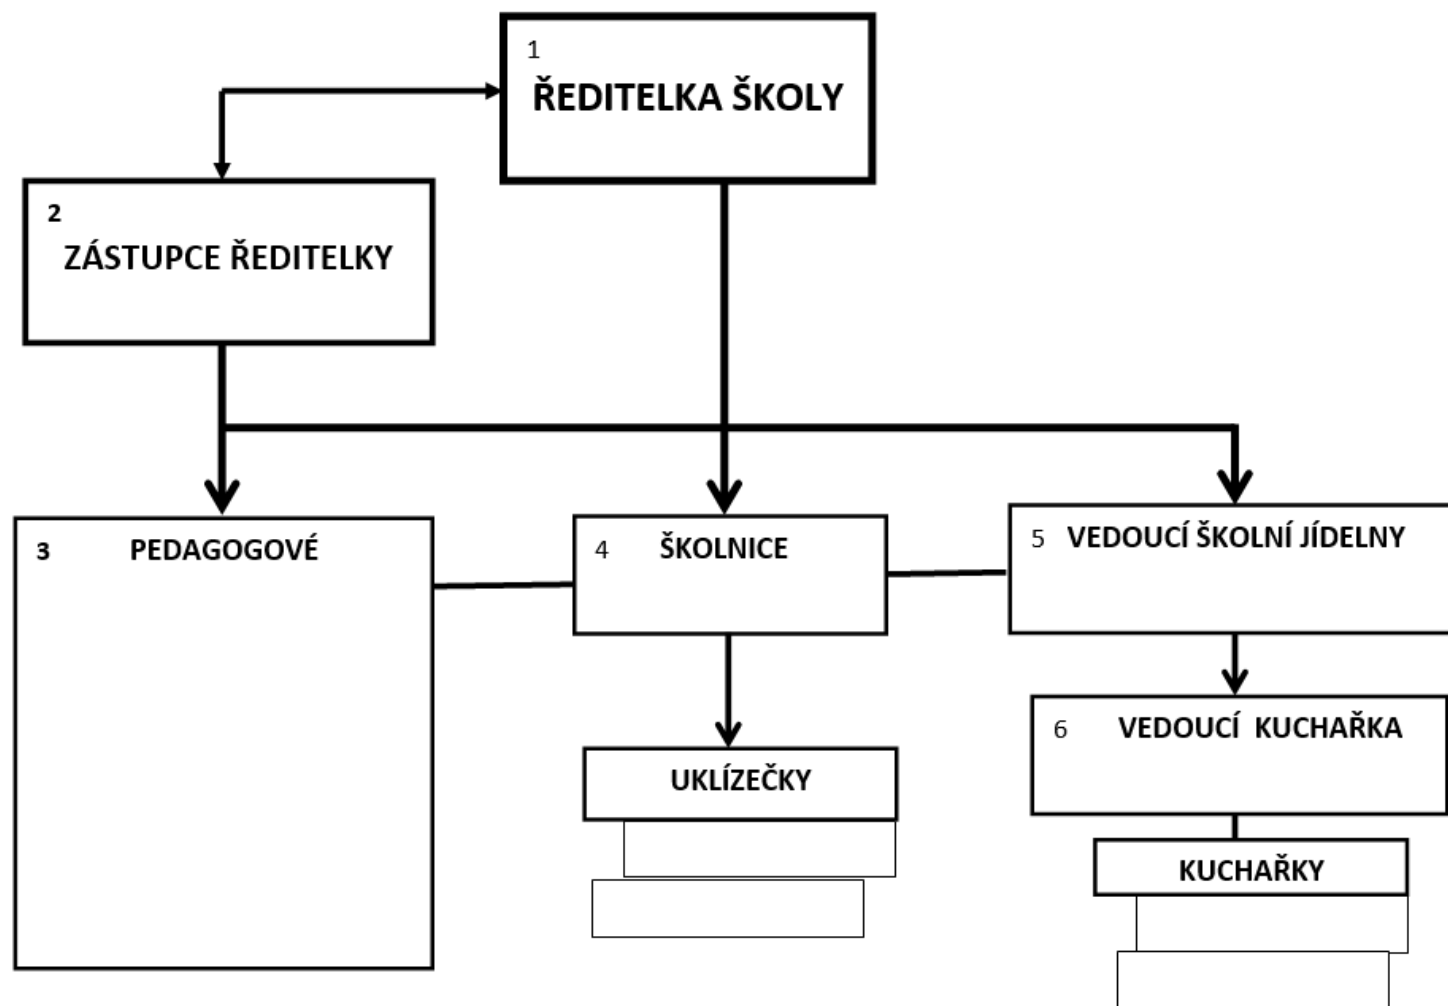 1
ŘEDITELKA ŠKOLY
2
ZÁSTUPCE ŘEDITELKY
3 PEDAGOGOVÉ
4 ŠKOLNICE
5 VEDOUCÍ ŠKOLNÍ JÍDELNY
6 VEDOUCÍ KUCHAŘKA
UKLÍZEČKY
KUCHAŘKY